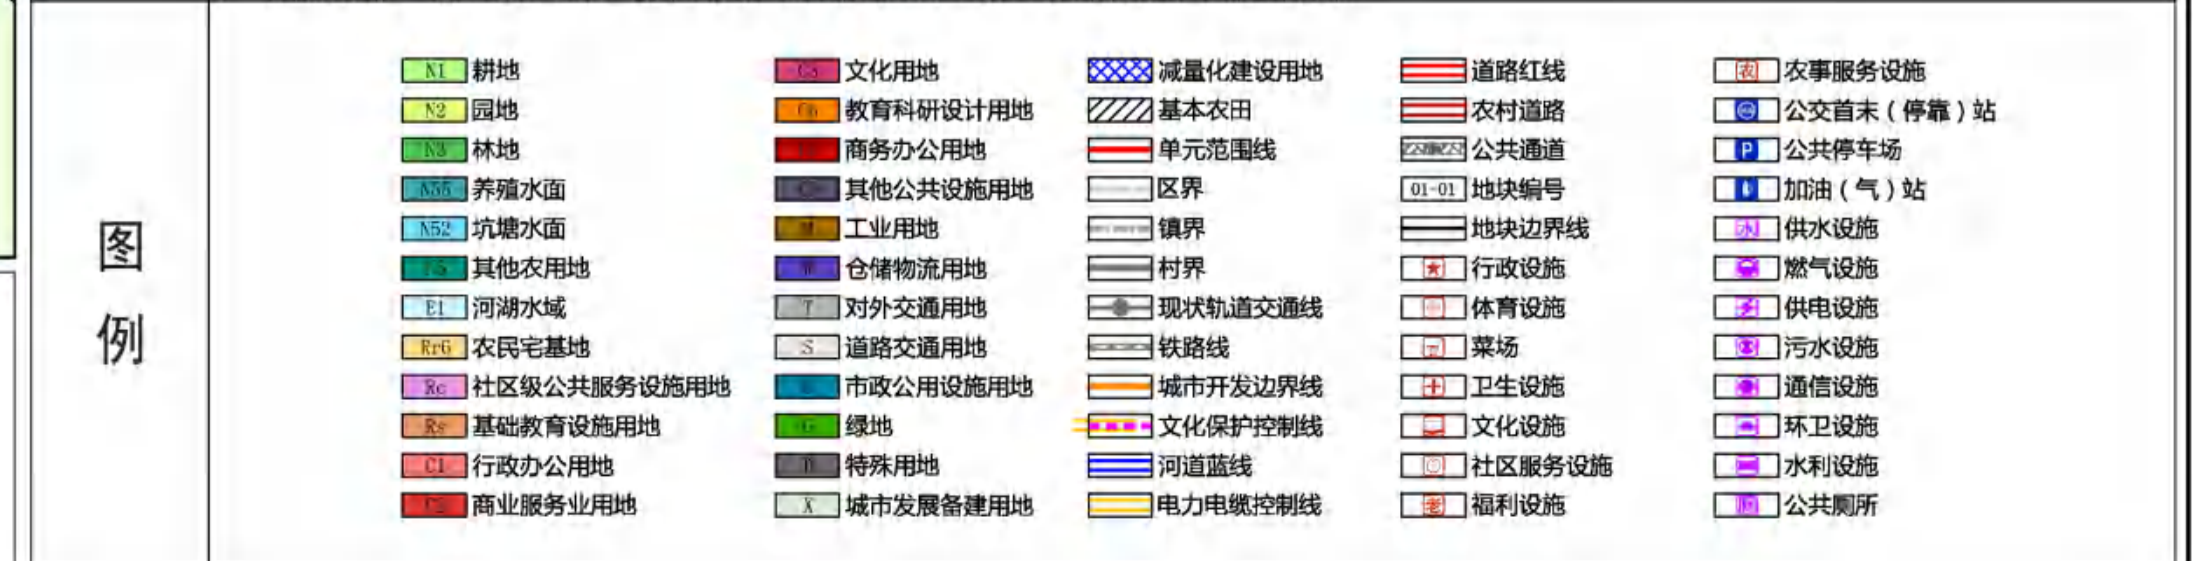 图例
N1 耕地
N2 园地
N3 林地
N55 养殖水面
N52 坑塘水面
其他农用地
E1 河湖水域
Rr6 农民宅基地
Rc 社区级公共服务设施用地
Rs 基础教育设施用地
C1 行政办公用地
C2 商业服务业用地
C3 文化用地
C6 教育科研设计用地
商务办公用地
其他公共设施用地
M 工业用地
W 仓储物流用地
T 对外交通用地
S 道路交通用地
市政公用设施用地
G 绿地
特殊用地
X 城市发展备建用地
减量化建设用地
基本农田
单元范围线
区界
镇界
村界
现状轨道交通线
铁路线
城市开发边界线
文化保护控制线
河道蓝线
电力电缆控制线
道路红线
农村道路
公共通道
01-01 地块编号
地块边界线
行政设施
体育设施
菜场
卫生设施
文化设施
社区服务设施
老 福利设施
农 农事服务设施
公交首末（停靠）站
P 公共停车场
加油（气）站
水 供水设施
燃气设施
供电设施
污水设施
通信设施
环卫设施
水利设施
厕 公共厕所